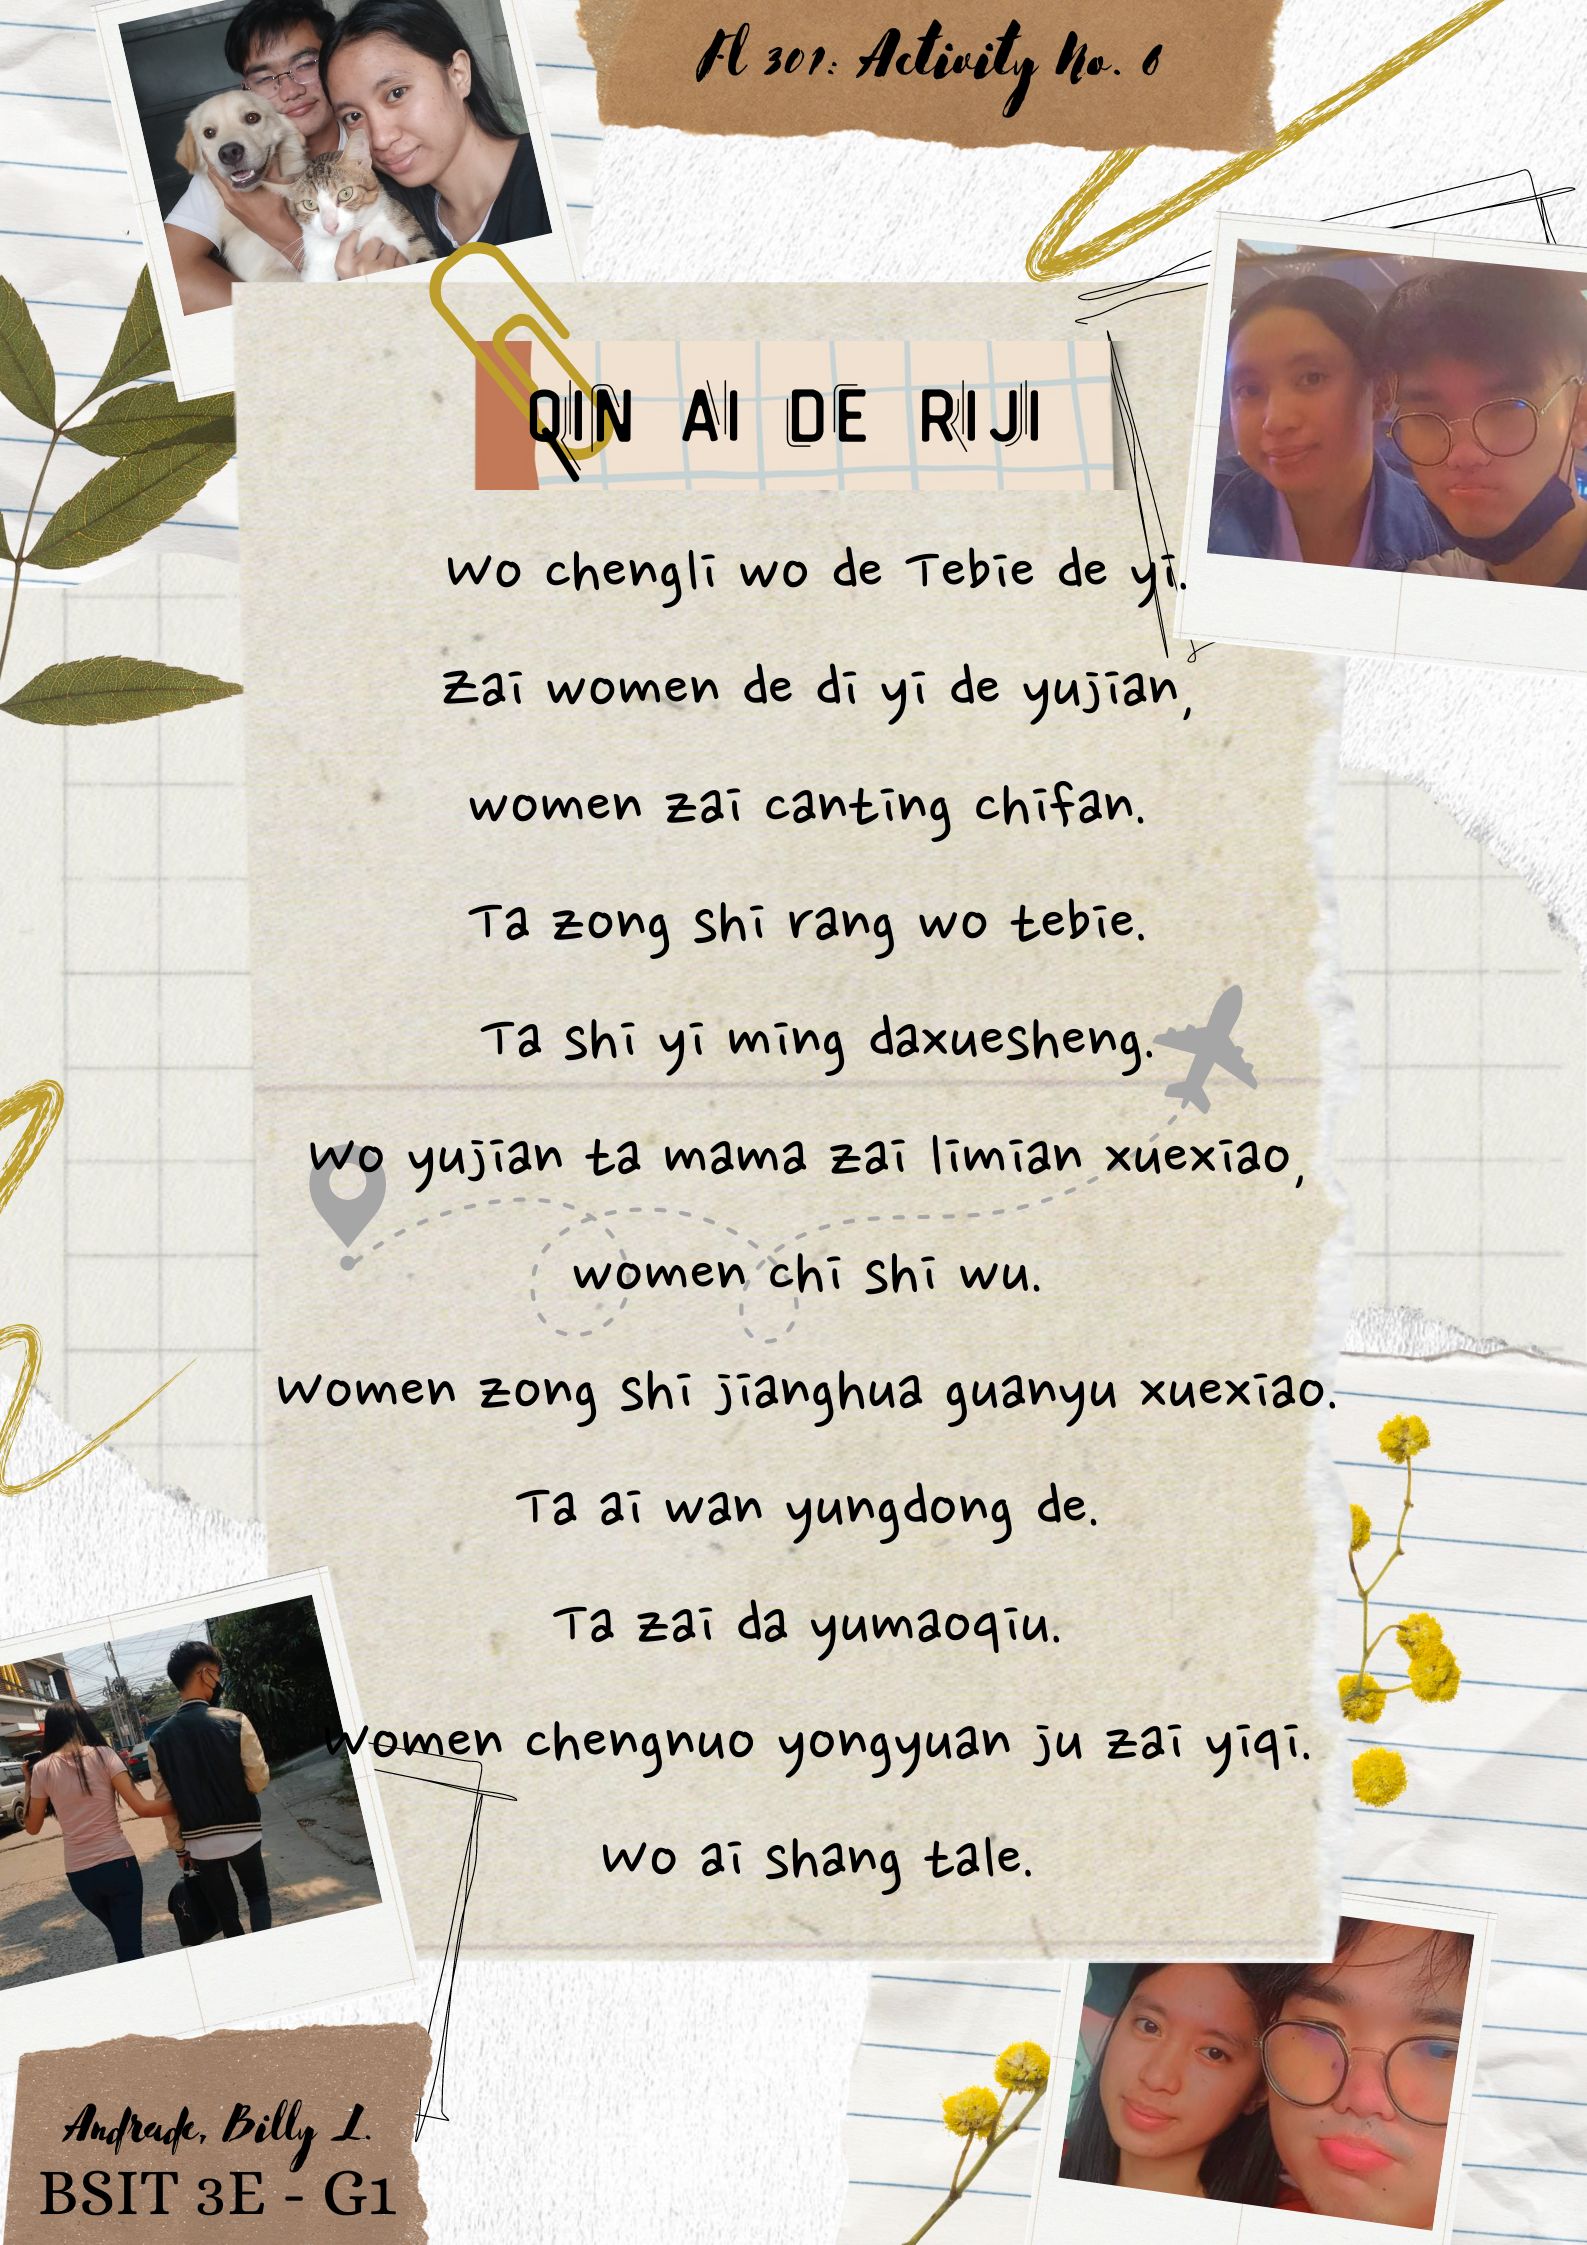 Fl 301: Activity No. 6
QIN AI DE RIJI
Wo chengli wo de Tebie de yi.
Zai women de di yi de yujian,
women zai canting chifan.
Ta zong shi rang wo tebie.
Ta shi yi ming daxuesheng.
Wo yujian ta mama zai limian xuexiao,
women chi shi wu.
Women zong shi jianghua guanyu xuexiao.
Ta ai wan yungdong de.
Ta zai da yumaoqiu.
Women chengnuo yongyuan ju zai yiqi.
Wo ai shang tale.
Andrade, Billy L.
BSIT 3E - G1